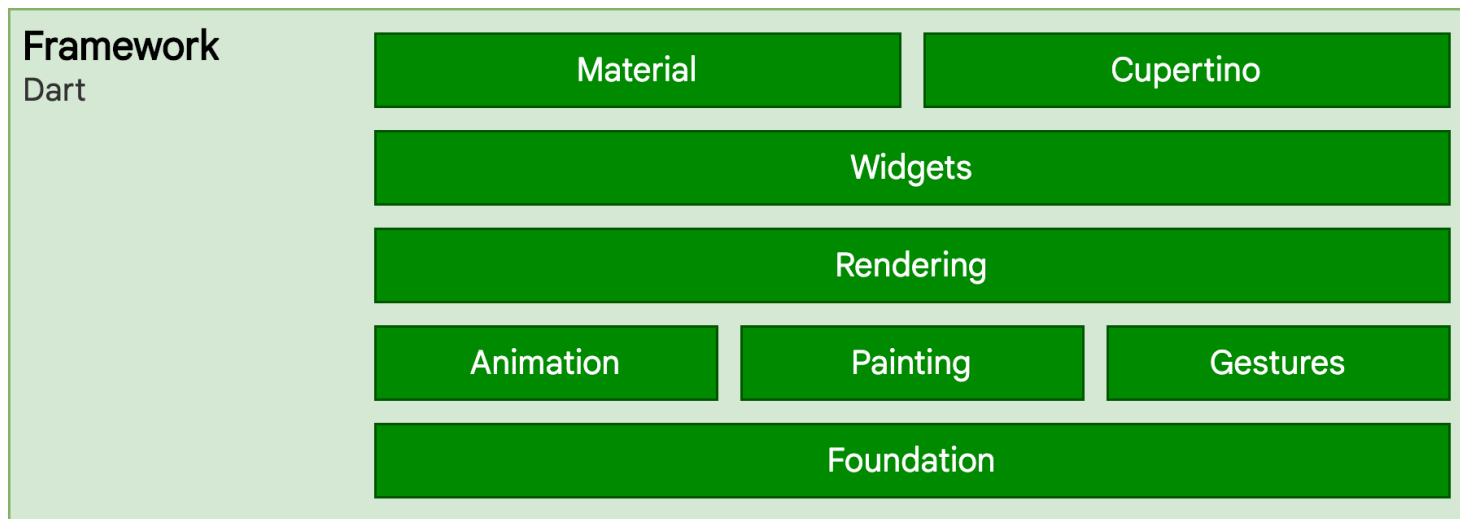 Framework
Dart
Material
Cupertino
Widgets
Rendering
Animation
Painting
Gestures
Foundation